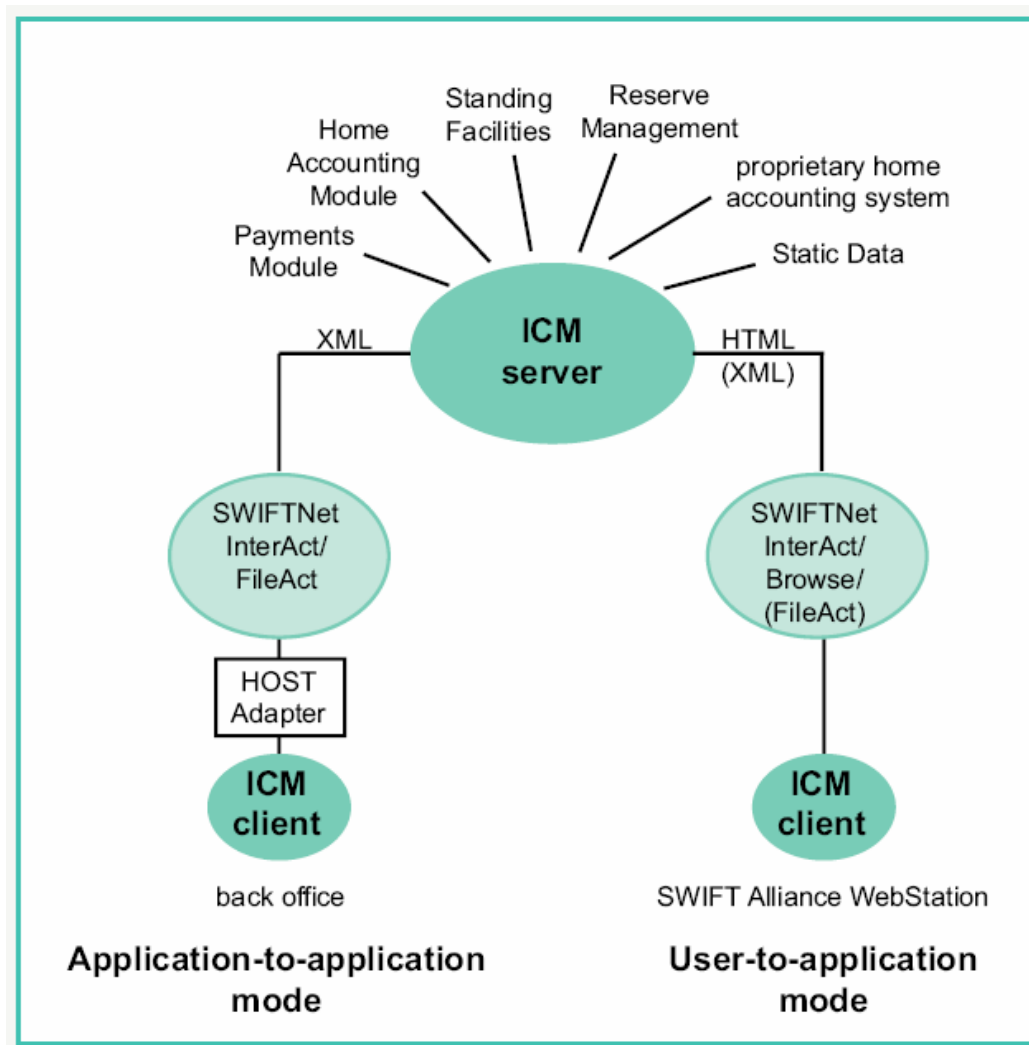 Standing
Facilities
Reserve
Management
Home
Accounting
Module
proprietary home
accounting system
Payments
Module
Static Data
ICM
server
XML
HTML
(XML)
SWIFTNet
InterAct/
FileAct
SWIFTNet
InterAct/
Browse/
(FileAct)
HOST
Adapter
ICM
client
ICM
client
back office
SWIFT Alliance WebStation
Application-to-application
mode
User-to-application
mode